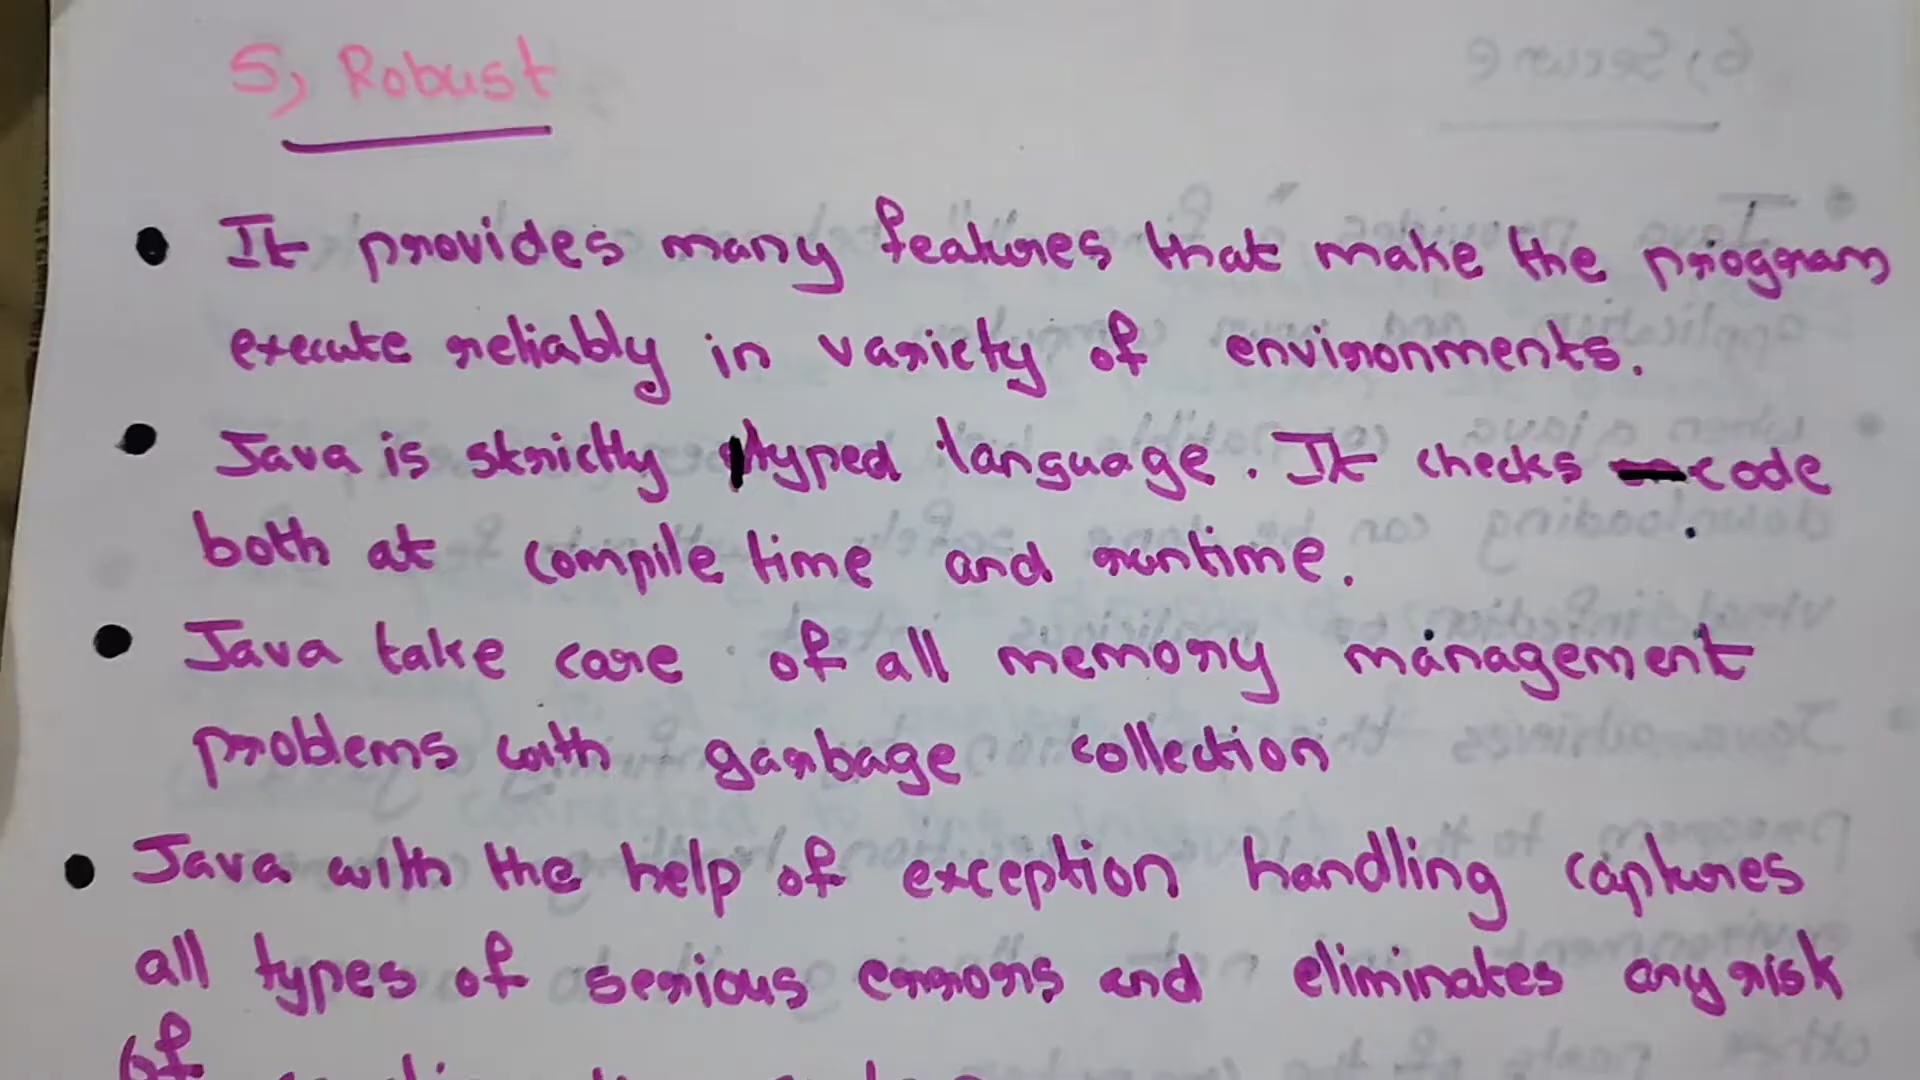 5, Robust
It provides many features that make the program
execute reliably in variety of environments.
Java is strictly typed language. It checks code
both at compile time and runtime.
Java take care of all memory management
problems with garbage collection
Java with the help of exception handling captures
all types of serious errors and eliminates any risk
of